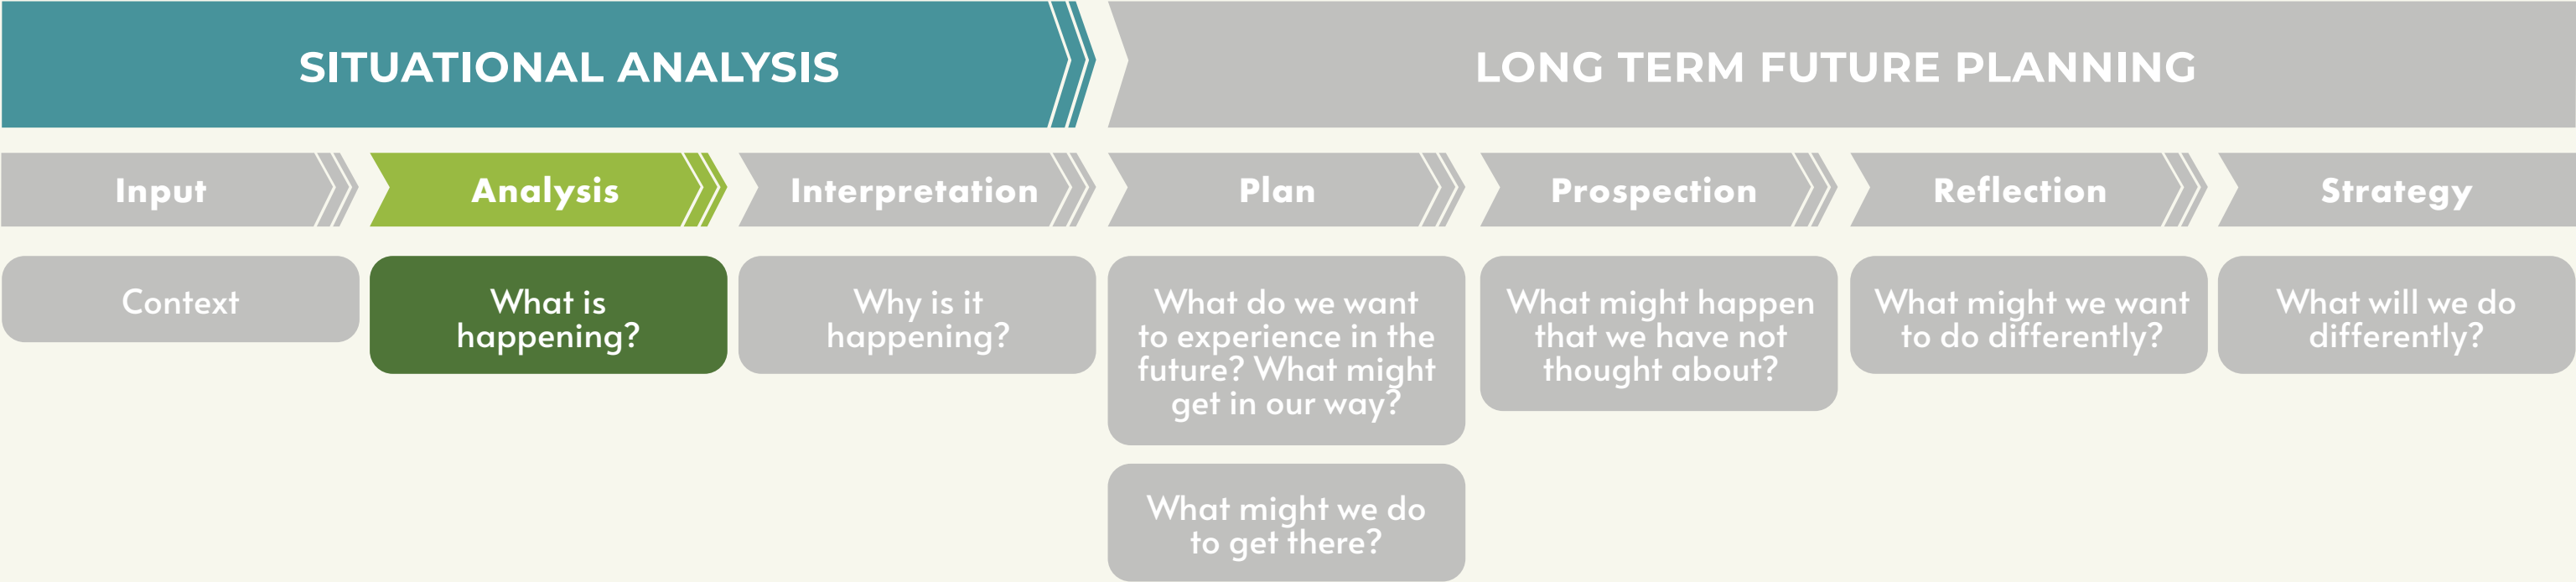 SITUATIONAL ANALYSIS
LONG TERM FUTURE PLANNING
Input
Analysis
Interpretation
Plan
Prospection
Reflection
Strategy
Context
What is
happening?
Why is it
happening?
What do we want
to experience in the
future? What might
get in our way?
What might we do
to get there?
What might happen
that we have not
thought about?
What might we want
to do differently?
What will we do
differently?